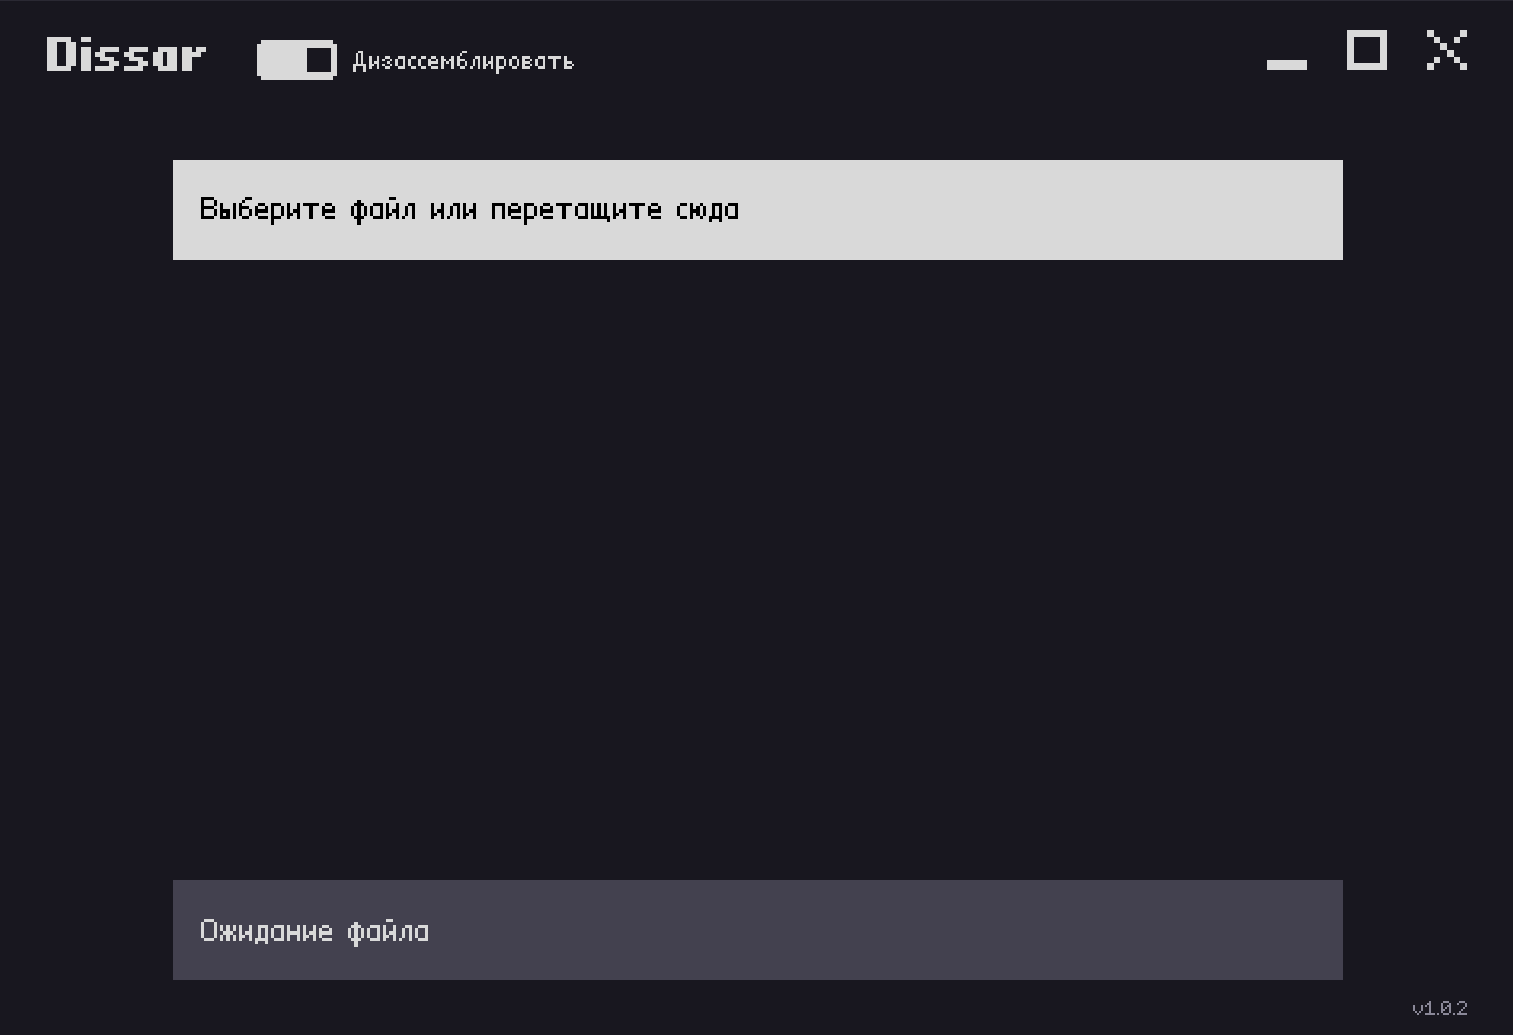 Dissar
Дизассемблировать
Выберите файл или перетащите сюда
Ожидание файла
v1.0.2